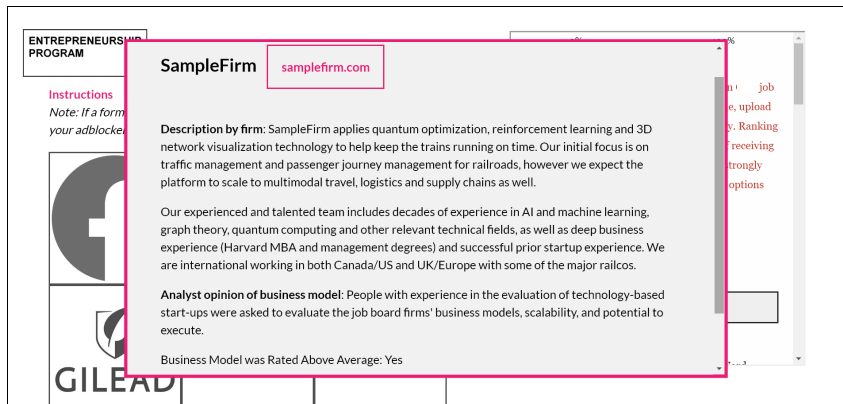 ENTREPRENEURSHIP
PROGRAM
Instructions
Note: If a form
your adblocke
GILEAD
SampleFirm
samplefirm.com
Description by firm: SampleFirm applies quantum optimization, reinforcement learning and 3D
network visualization technology to help keep the trains running on time. Our initial focus is on
traffic management and passenger journey management for railroads, however we expect the
platform to scale to multimodal travel, logistics and supply chains as well.
Our experienced and talented team includes decades of experience in AI and machine learning,
graph theory, quantum computing and other relevant technical fields, as well as deep business
experience (Harvard MBA and management degrees) and successful prior startup experience. We
are international working in both Canada/US and UK/Europe with some of the major railcos.
Analyst opinion of business model: People with experience in the evaluation of technology-based
start-ups were asked to evaluate the job board firms' business models, scalability, and potential to
execute.
Business Model was Rated Above Average: Yes
%
job
e, upload
y. Ranking
receiving
trongly
options